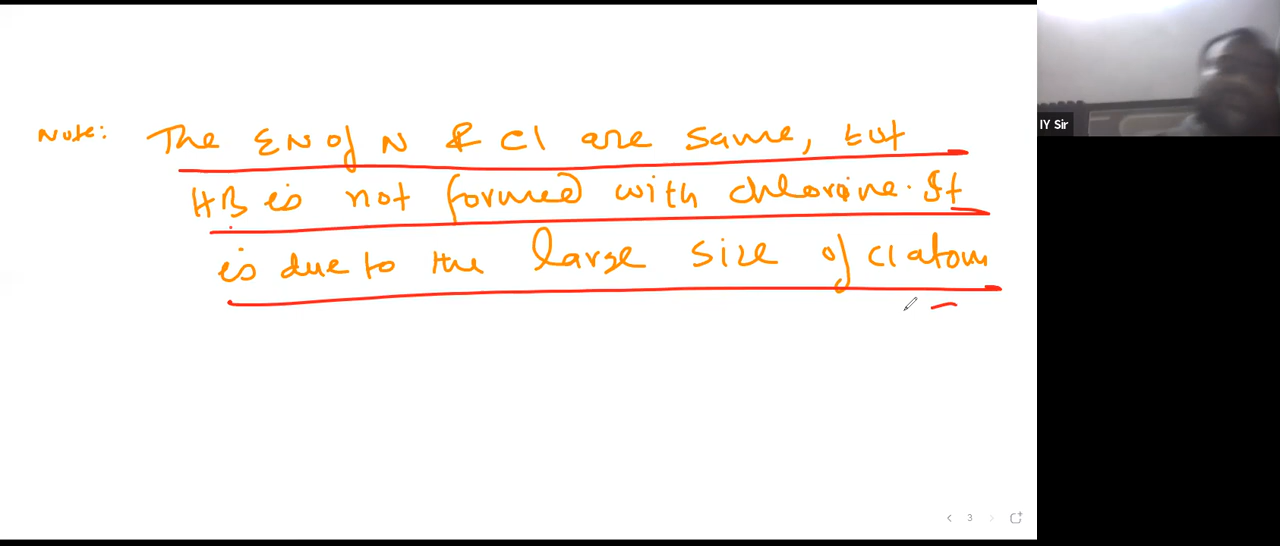 Note: The EN of N & Cl are same, but
HB is not formed with chlorine. It
is due to the large size of Cl atom
IY Sir
3